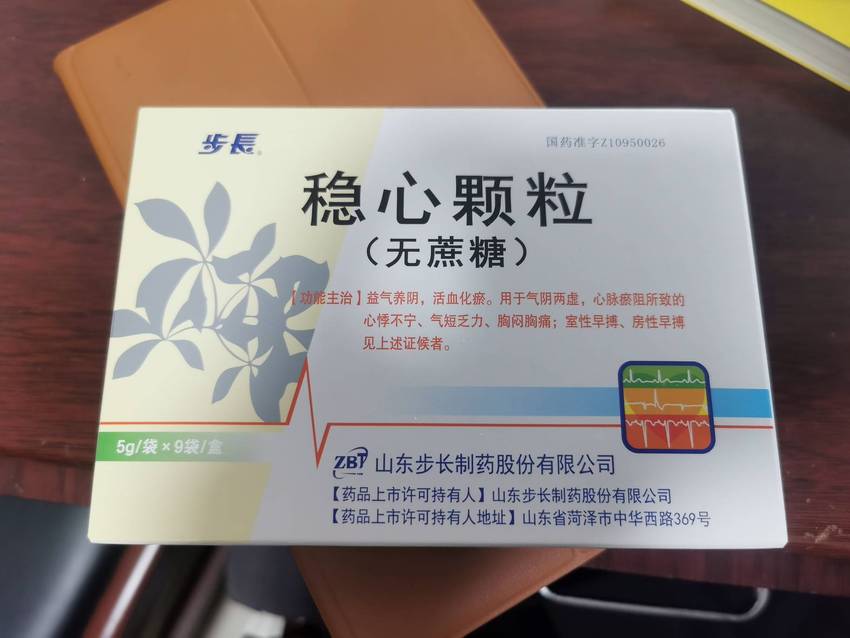 步長
国药准字Z10950026
稳心颗粒
（无蔗糖）
【功能主治】益气养阴，活血化瘀。用于气阴两虚，心脉瘀阻所致的
心悸不宁、气短乏力、胸闷胸痛；室性早搏、房性早搏
见上述证候者。
5g/袋×9袋/盒
ZBT 山东步长制药股份有限公司
【药品上市许可持有人】山东步长制药股份有限公司
【药品上市许可持有人地址】山东省菏泽市中华西路369号